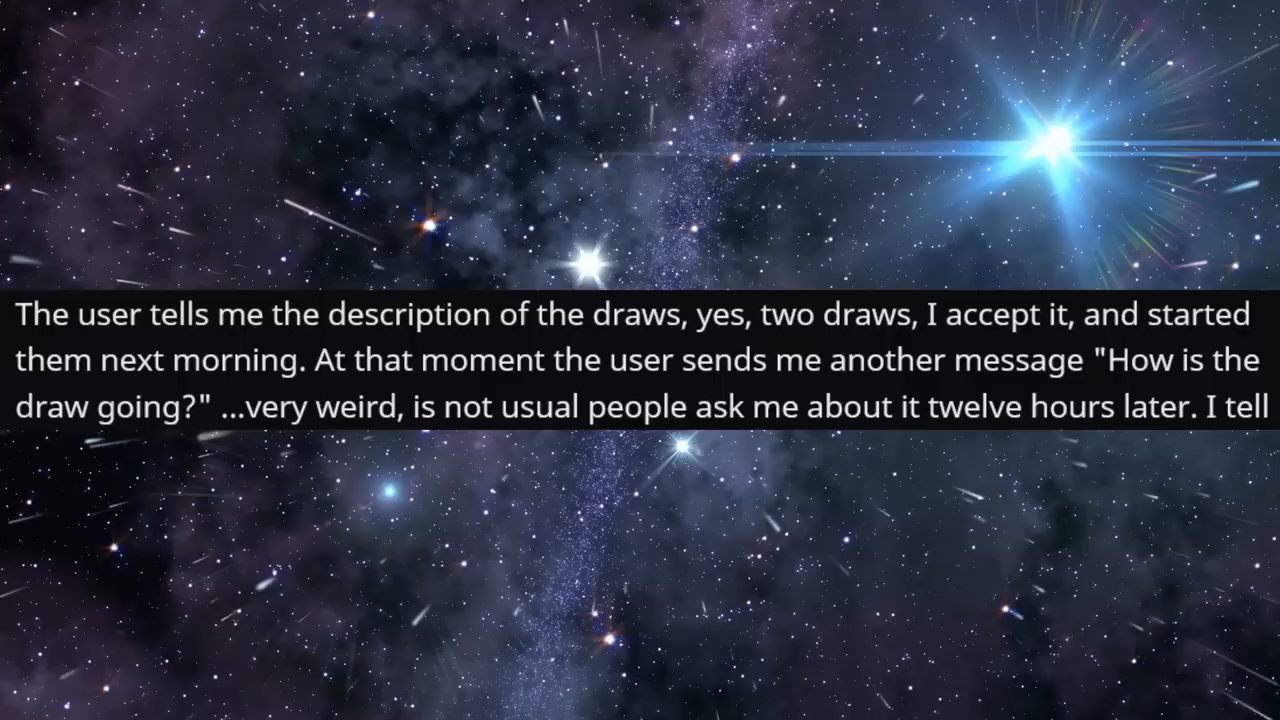 The user tells me the description of the draws, yes, two draws, I accept it, and started
them next morning. At that moment the user sends me another message "How is the
draw going?" ...very weird, is not usual people ask me about it twelve hours later. I tell